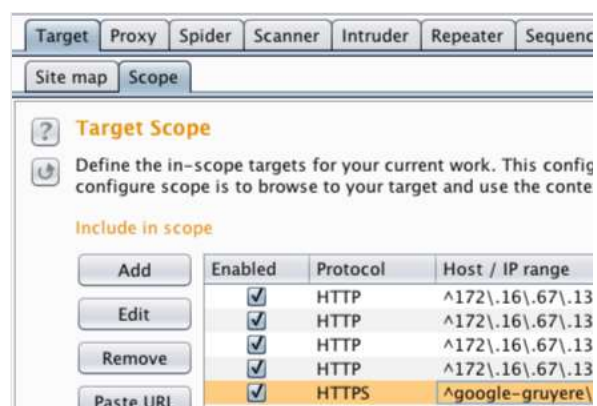 Target Proxy Spider Scanner Intruder Repeater Sequenc
Site map Scope
? Target Scope
Define the in-scope targets for your current work. This config
configure scope is to browse to your target and use the conte
Include in scope
Add Enabled Protocol Host / IP range
HTTP ^172\.16\.67\.13
Edit HTTP ^172\.16\.67\.13
HTTP ^172\.16\.67\.13
Remove HTTP ^172\.16\.67\.13
Paste URL HTTPS ^google-gruyere\